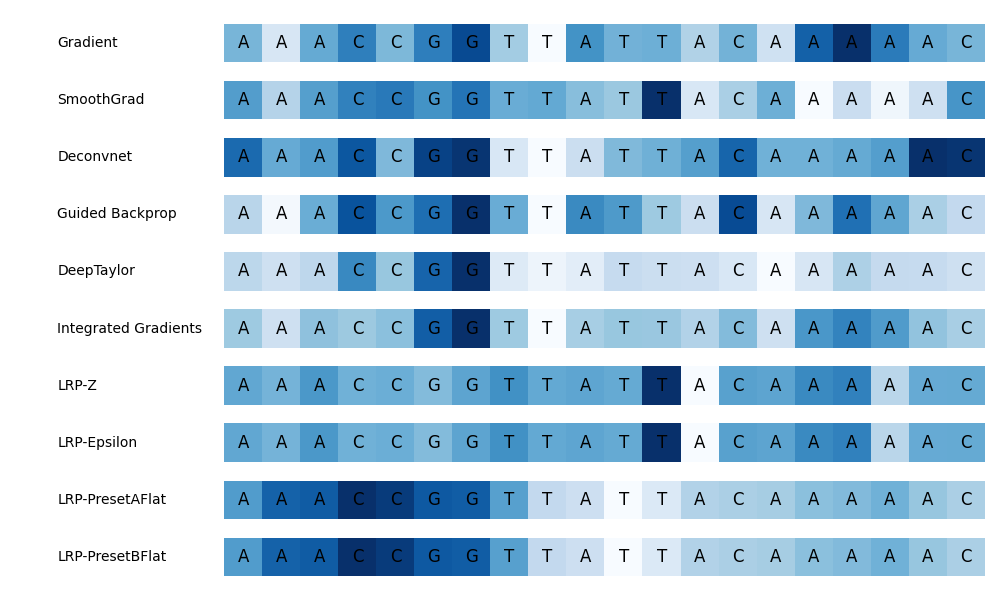 Gradient A A A C C G G T T A T T A C A A A A A C
SmoothGrad A A A C C G G T T A T T A C A A A A A C
Deconvnet A A A C C G G T T A T T A C A A A A A C
Guided Backprop A A A C C G G T T A T T A C A A A A A C
DeepTaylor A A A C C G G T T A T T A C A A A A A C
Integrated Gradients A A A C C G G T T A T T A C A A A A A C
LRP-Z A A A C C G G T T A T T A C A A A A A C
LRP-Epsilon A A A C C G G T T A T T A C A A A A A C
LRP-PresetAFlat A A A C C G G T T A T T A C A A A A A C
LRP-PresetBFlat A A A C C G G T T A T T A C A A A A A C